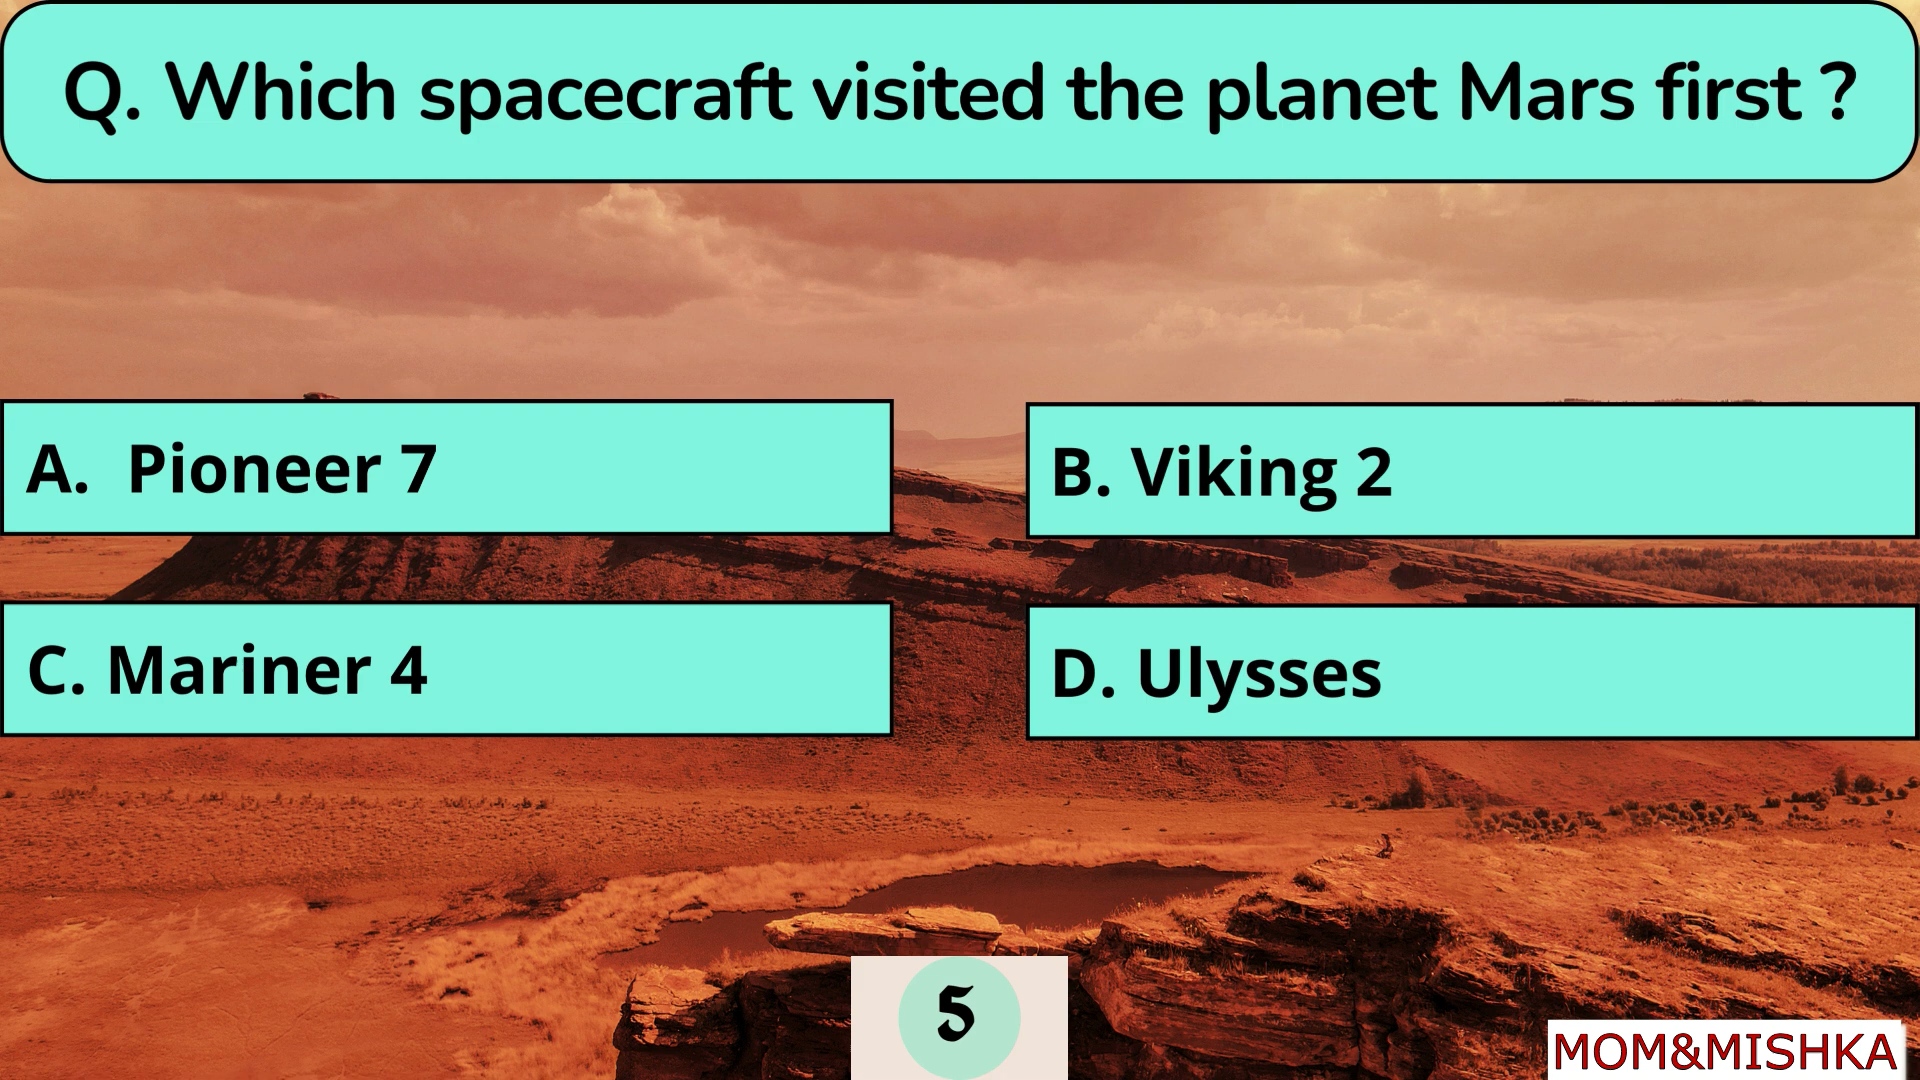 Q. Which spacecraft visited the planet Mars first ?
A. Pioneer 7
B. Viking 2
C. Mariner 4
D. Ulysses
5
MOM&MISHKA